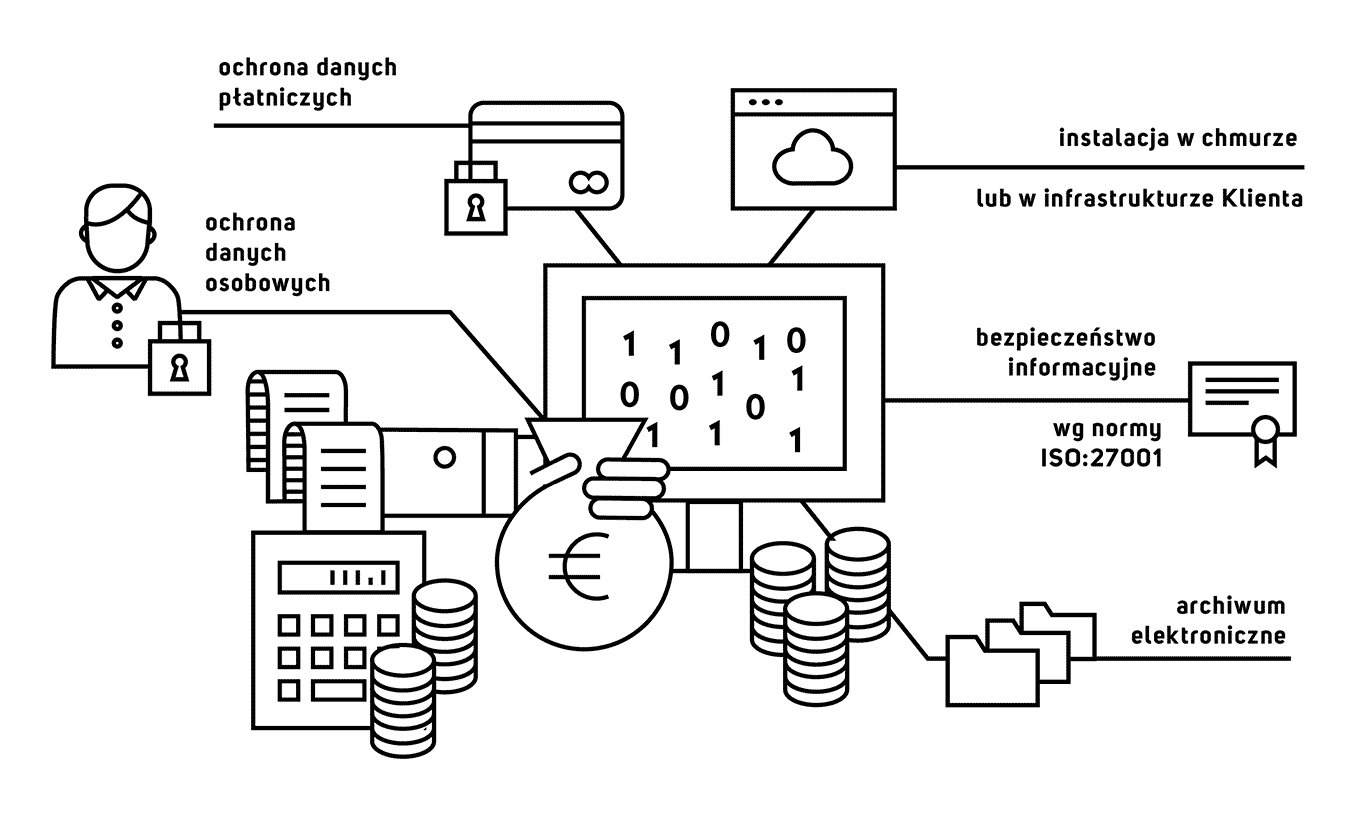 ochrona danych
płatniczych
instalacja w chmurze
lub w infrastrukturze Klienta
ochrona
danych
osobowych
bezpieczeństwo
informacyjne
wg normy
ISO:27001
1 1 0 1 0
0 0 1 0 1
1 1 1
€
archiwum
elektroniczne